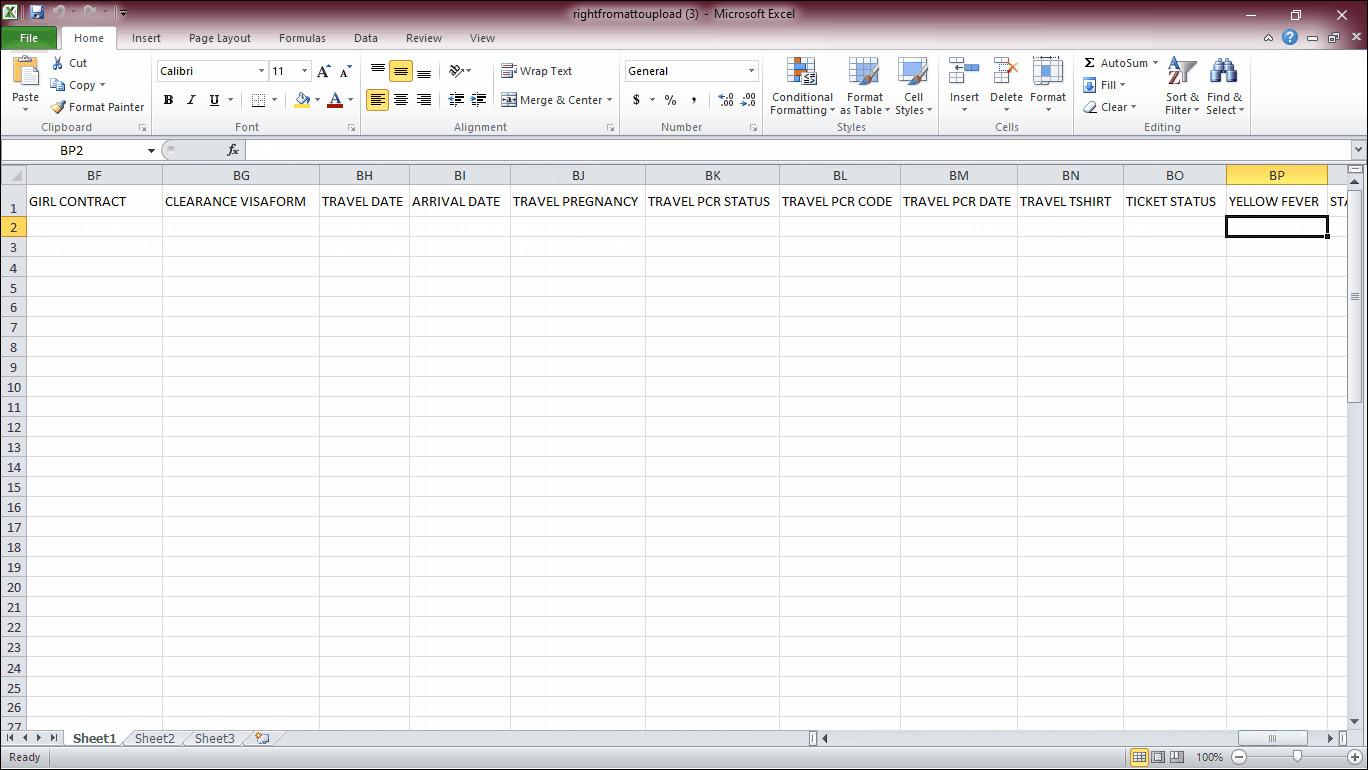 rightfromattoupload (3) - Microsoft Excel
File Home Insert Page Layout Formulas Data Review View
Paste
Cut
Copy
Format Painter
Clipboard
Calibri 11
B I U
Font
Wrap Text
Merge & Center
Alignment
General
$ % ,
Number
Conditional Formatting
Format as Table
Cell Styles
Styles
Insert Delete Format
Cells
Σ AutoSum
Fill
Clear
Sort & Filter
Find & Select
Editing
BP2 fx
BF BG BH BI BJ BK BL BM BN BO BP
1 GIRL CONTRACT CLEARANCE VISAFORM TRAVEL DATE ARRIVAL DATE TRAVEL PREGNANCY TRAVEL PCR STATUS TRAVEL PCR CODE TRAVEL PCR DATE TRAVEL TSHIRT TICKET STATUS YELLOW FEVER STA
2
3
4
5
6
7
8
9
10
11
12
13
14
15
16
17
18
19
20
21
22
23
24
25
26
27
Sheet1 Sheet2 Sheet3
Ready 100%